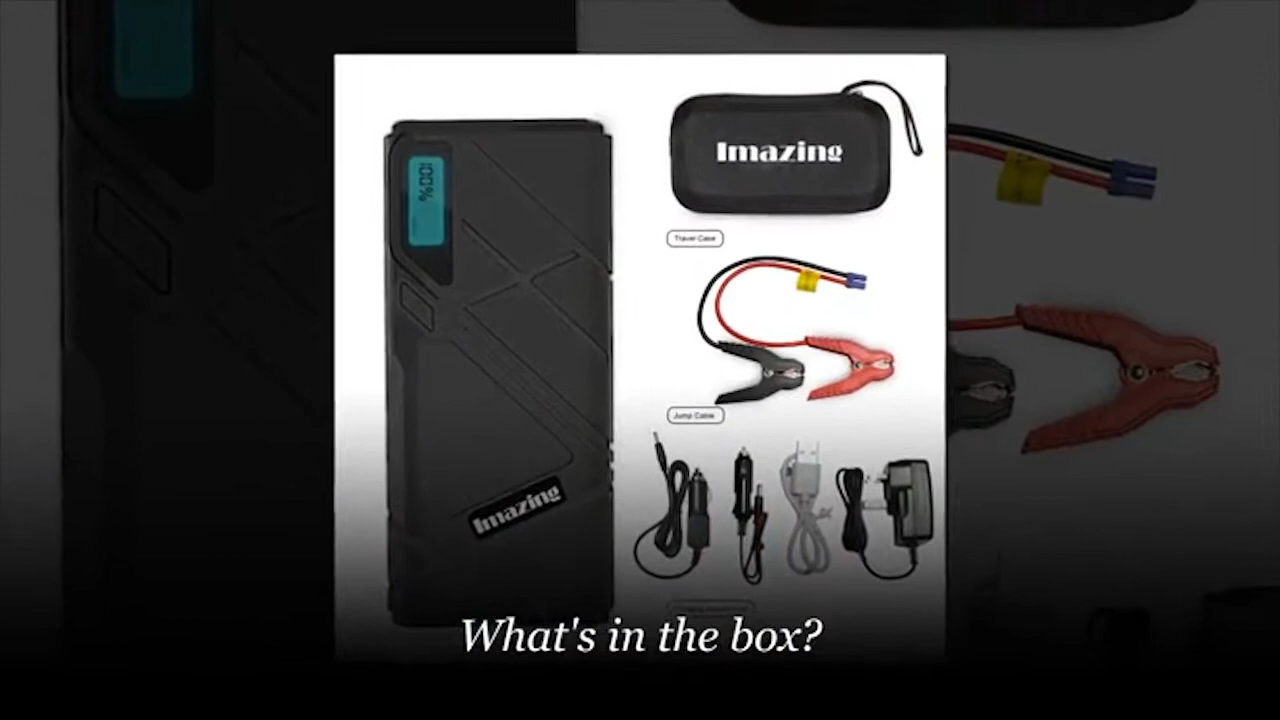 100%
Imazing
Travel Case
Jump Cable
Imazing
What's in the box?